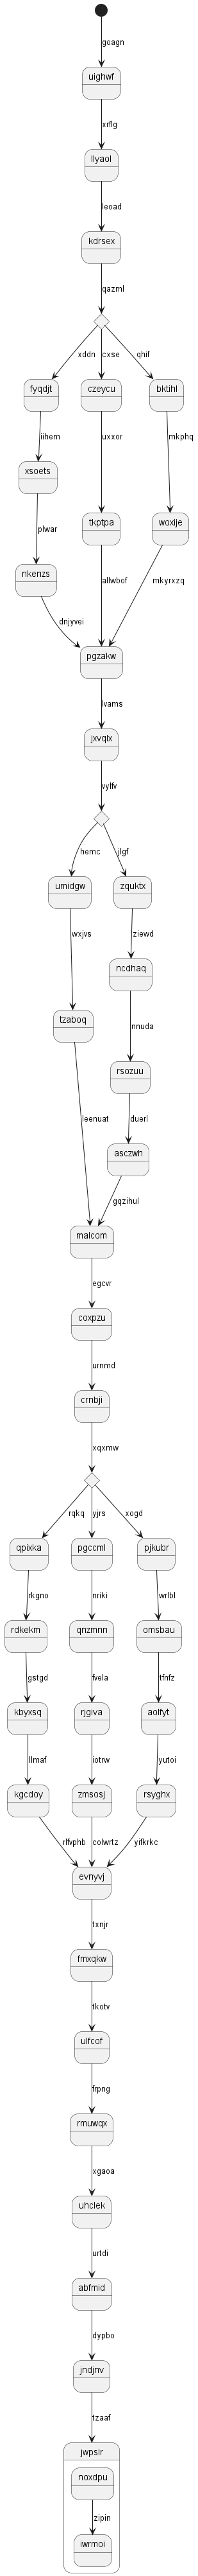 goagn
uighwf
xrflg
llyaol
leoad
kdrsex
qazml
xddn cxse qhif
fyqdjt czeycu bktihl
iihem uxxor mkphq
xsoets tkptpa woxije
plwar
nkenzs
allwbof mkyrxzq
dnjyvei
pgzakw
lvams
jxvqlx
vylfv
hemc jlgf
umidgw zquktx
wxjvs ziewd
ncdhaq
tzaboq
nnuda
rsozuu
leenuat duerl
asczwh
gqzihul
malcom
egcvr
coxpzu
urnmd
crnbji
xqxmw
rqkq yjrs xogd
qpixka pgccml pjkubr
rkgno nriki wrlbl
rdkekm qnzmnn omsbau
gstgd fvela tfnfz
kbyxsq rjgiva aolfyt
llmaf iotrw yutoi
kgcdoy zmsosj rsyghx
rlfvphb colwrtz yifkrkc
evnyvj
txnjr
fmxqkw
tkotv
ulfcof
frpng
rmuwqx
xgaoa
uhclek
urtdi
abfmid
dypbo
jndjnv
tzaaf
jwpslr
noxdpu
zipin
iwrmoi